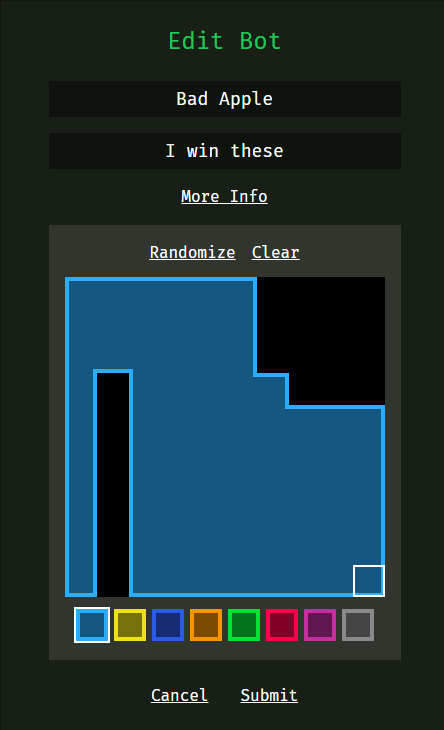 Edit Bot
Bad Apple
I win these
More Info
Randomize Clear
Cancel Submit